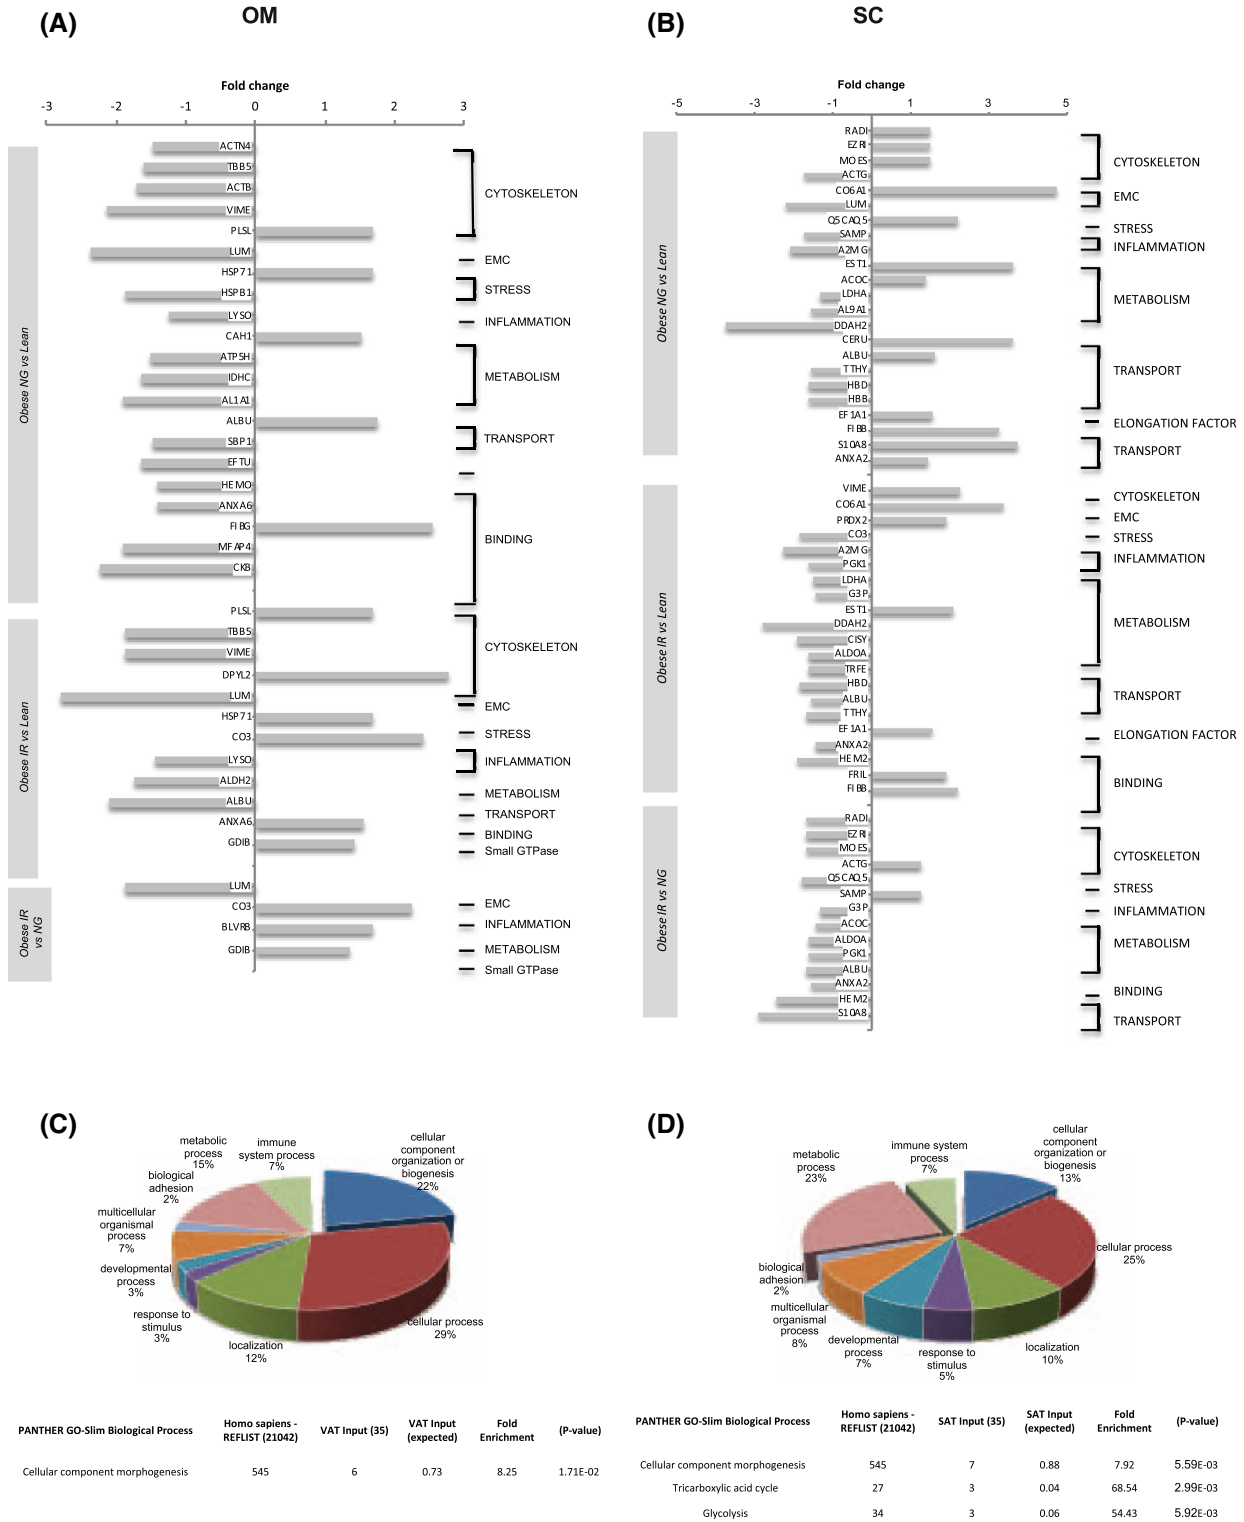 (A)
OM
Fold change
-3 -2 -1 0 1 2 3
Obese NG vs Lean
ACTN4
TBB5
ACTB
VIME
PLSL
LUM
HSP71
HSPB1
LYSO
CAH1
ATP5H
IDHC
AL1A1
ALBU
SBP1
EFTU
HEMO
ANXA6
FIBG
MFAP4
CKB
CYTOSKELETON
EMC
STRESS
INFLAMMATION
METABOLISM
TRANSPORT
BINDING
Obese IR vs Lean
PLSL
TBB5
VIME
DPYL2
LUM
HSP71
CO3
LYSO
ALDH2
ALBU
ANXA6
GDIB
CYTOSKELETON
EMC
STRESS
INFLAMMATION
METABOLISM
TRANSPORT
BINDING
Small GTPase
Obese IR
vs NG
LUM
CO3
BLVRB
GDIB
EMC
INFLAMMATION
METABOLISM
Small GTPase
(B)
SC
Fold change
-5 -3 -1 1 3 5
Obese NG vs Lean
RADI
EZRI
MOES
ACTG
CO6A1
LUM
Q5CAQ5
SAMP
A2MG
EST1
ACOC
LDHA
AL9A1
DDAH2
CERU
ALBU
TTHY
HBD
HBB
EF1A1
FIBB
S10A8
ANXA2
CYTOSKELETON
EMC
STRESS
INFLAMMATION
METABOLISM
TRANSPORT
ELONGATION FACTOR
TRANSPORT
Obese IR vs Lean
VIME
CO6A1
PRDX2
CO3
A2MG
PGK1
LDHA
G3P
EST1
DDAH2
CISY
ALDOA
TRFE
HBD
ALBU
TTHY
EF1A1
ANXA2
HEM2
FRIL
FIBB
CYTOSKELETON
EMC
STRESS
INFLAMMATION
METABOLISM
TRANSPORT
ELONGATION FACTOR
BINDING
Obese IR vs NG
RADI
EZRI
MOES
ACTG
Q5CAQ5
SAMP
G3P
ACOC
ALDOA
PGK1
ALBU
ANXA2
HEM2
S10A8
CYTOSKELETON
STRESS
INFLAMMATION
METABOLISM
BINDING
TRANSPORT
(C)
cellular
component
organization or
biogenesis
22%
cellular process
29%
localization
12%
response to
stimulus
3%
developmental
process
3%
multicellular
organismal
process
7%
biological
adhesion
2%
metabolic
process
15%
immune
system process
7%
PANTHER GO-Slim Biological Process Homo sapiens - REFLIST (21042) VAT Input (35) VAT Input (expected) Fold Enrichment (P-value)
Cellular component morphogenesis 545 6 0.73 8.25 1.71E-02
(D)
cellular
component
organization or
biogenesis
13%
cellular process
25%
localization
10%
response to
stimulus
5%
developmental
process
7%
multicellular
organismal
process
8%
biological
adhesion
2%
metabolic
process
23%
immune system
process
7%
PANTHER GO-Slim Biological Process Homo sapiens - REFLIST (21042) SAT Input (35) SAT Input (expected) Fold Enrichment (P-value)
Cellular component morphogenesis 545 7 0.88 7.92 5.59E-03
Tricarboxylic acid cycle 27 3 0.04 68.54 2.99E-03
Glycolysis 34 3 0.06 54.43 5.92E-03